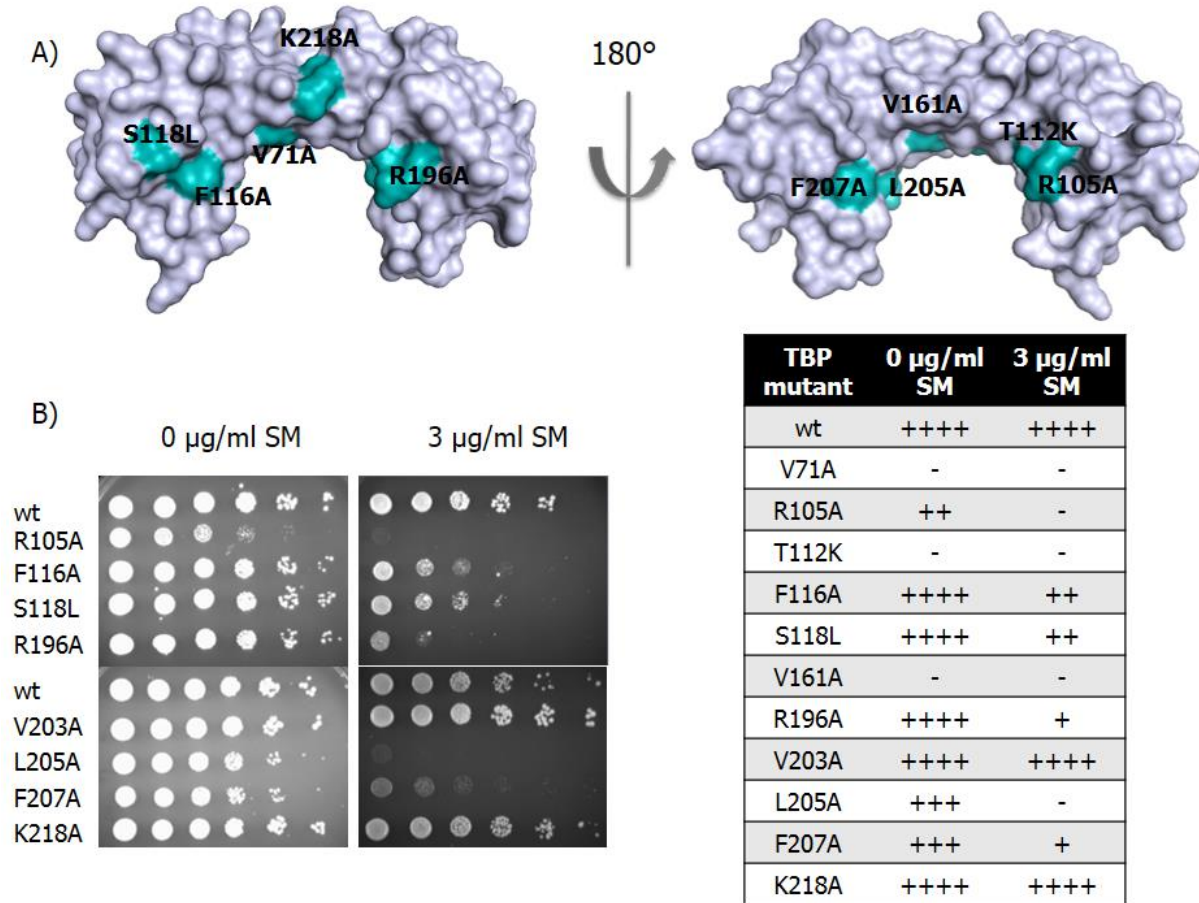 A)
K218A
S118L
V71A
F116A
R196A
180°
V161A
T112K
F207A
L205A
R105A
B)
0 µg/ml SM
3 µg/ml SM
wt
R105A
F116A
S118L
R196A
wt
V203A
L205A
F207A
K218A
TBP 0 µg/ml 3 µg/ml
mutant SM SM
wt ++++ ++++
V71A - -
R105A ++ -
T112K - -
F116A ++++ ++
S118L ++++ ++
V161A - -
R196A ++++ +
V203A ++++ ++++
L205A +++ -
F207A +++ +
K218A ++++ ++++